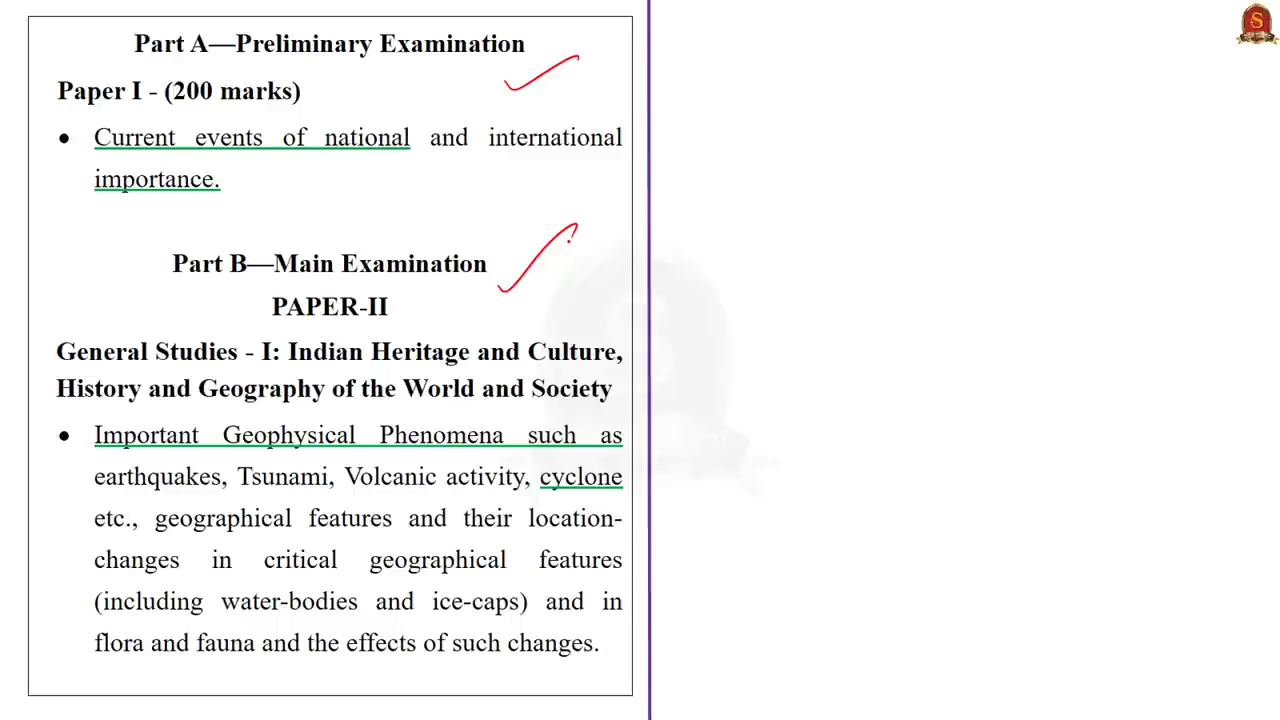 Part A—Preliminary Examination
Paper I - (200 marks)
● Current events of national and international
importance.
Part B—Main Examination
PAPER-II
General Studies - I: Indian Heritage and Culture,
History and Geography of the World and Society
● Important Geophysical Phenomena such as
earthquakes, Tsunami, Volcanic activity, cyclone
etc., geographical features and their location-
changes in critical geographical features
(including water-bodies and ice-caps) and in
flora and fauna and the effects of such changes.